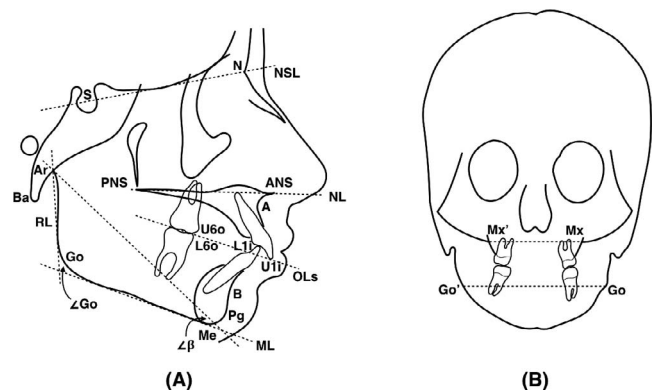 N
NSL
S
Ar
Ba
PNS
ANS
NL
A
RL
U6o
L6o
L1i
U1i
Go
OLs
∠Go
B
Pg
∠β
Me
ML
(A)
Mx' Mx
Go' Go
(B)